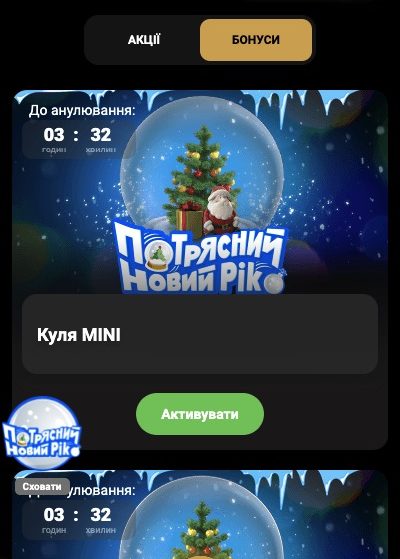 АКЦІЇ
БОНУСИ
До анулювання:
03 : 32
годин хвилин
ПОТРЯСНИЙ
НОВИЙ РІК
Куля MINI
Активувати
ПОТРЯСНИЙ
НОВИЙ РІК
Сховати
До анулювання:
03 : 32
годин хвилин